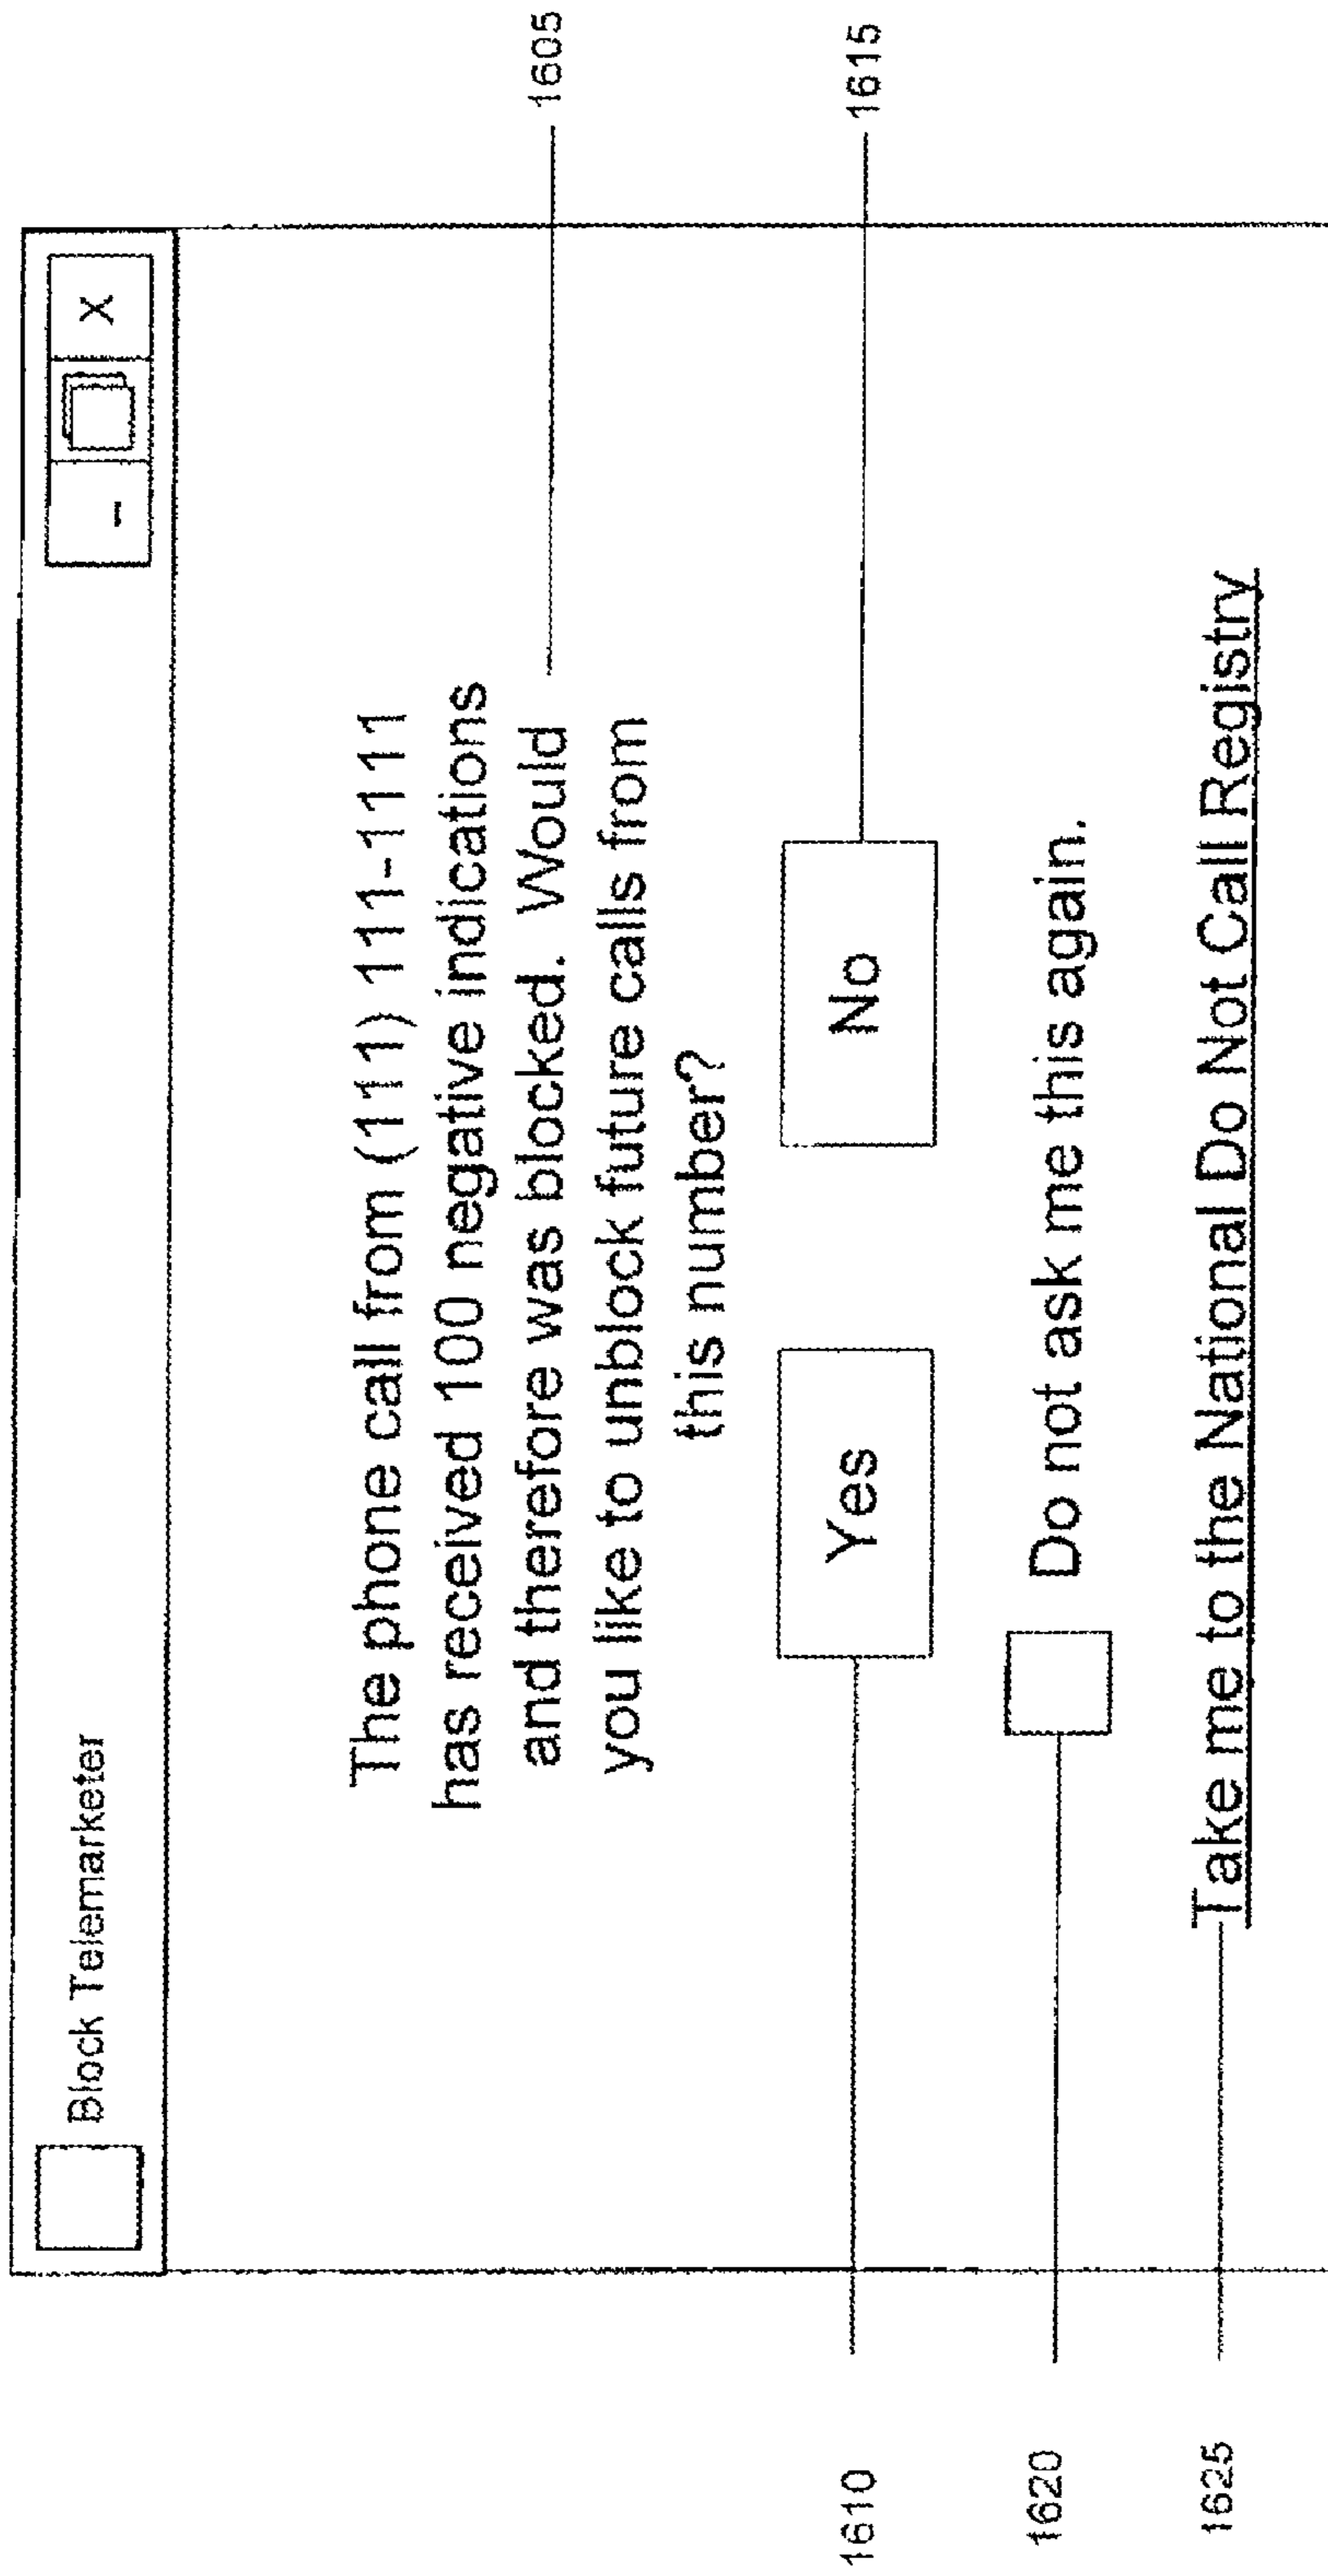 Block Telemarketer
- X
The phone call from (111) 111-1111
has received 100 negative indications
and therefore was blocked. Would
you like to unblock future calls from
this number?
1605
Yes
No
1610
1615
Do not ask me this again.
1620
Take me to the National Do Not Call Registry
1625